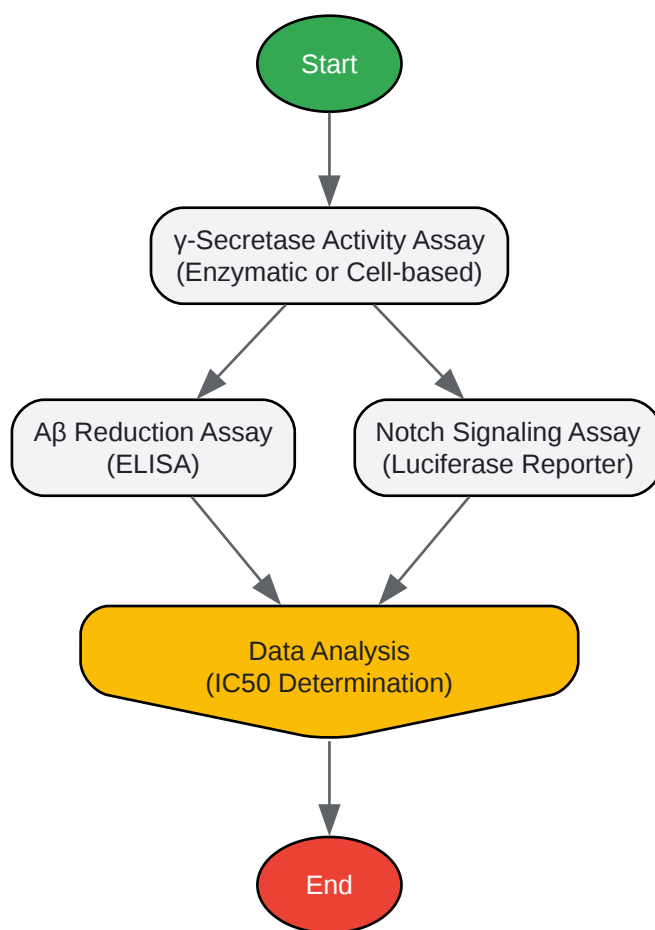 Start
γ-Secretase Activity Assay
(Enzymatic or Cell-based)
Aβ Reduction Assay
(ELISA)
Notch Signaling Assay
(Luciferase Reporter)
Data Analysis
(IC50 Determination)
End